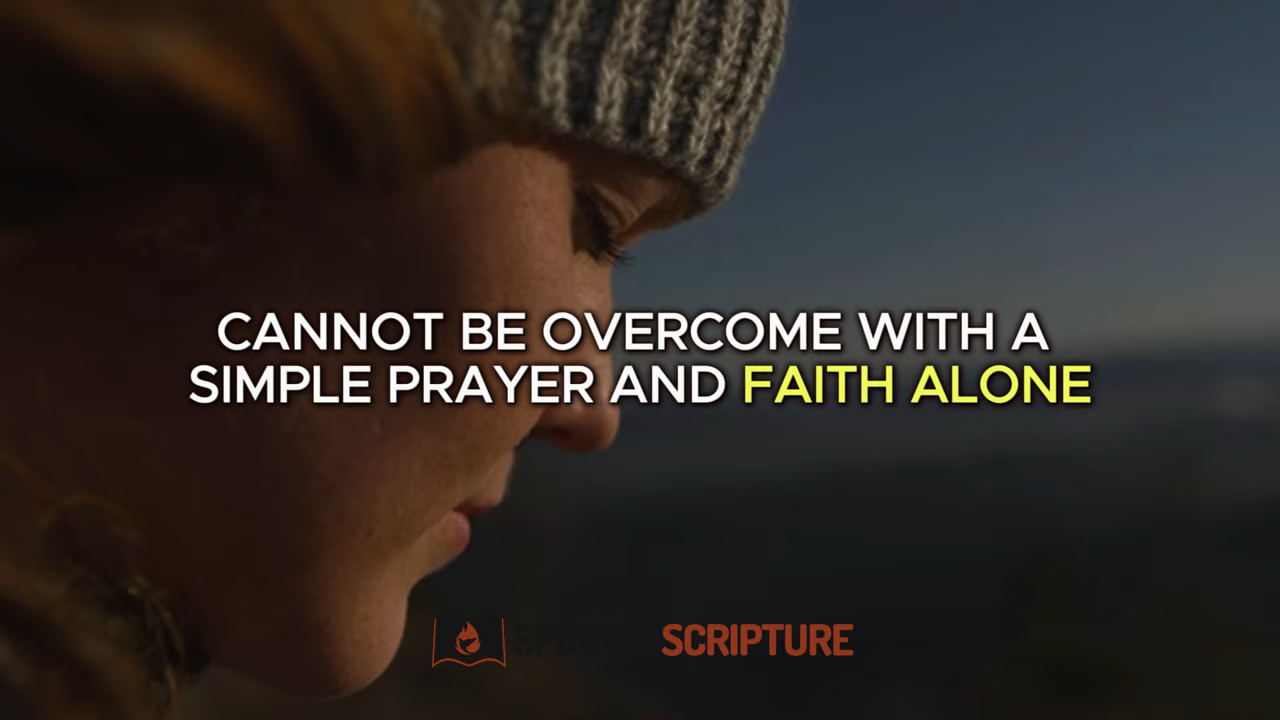 CANNOT BE OVERCOME WITH A
SIMPLE PRAYER AND FAITH ALONE
SCRIPTURE